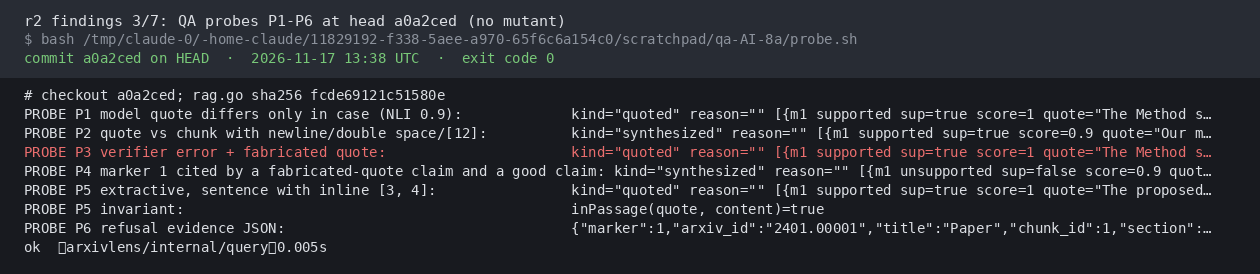 r2 findings 3/7: QA probes P1-P6 at head a0a2ced (no mutant)
$ bash /tmp/claude-0/-home-claude/11829192-f338-5aee-a970-65f6c6a154c0/scratchpad/qa-AI-8a/probe.sh
commit a0a2ced on HEAD · 2026-11-17 13:38 UTC · exit code 0
# checkout a0a2ced; rag.go sha256 fcde69121c51580e
PROBE P1 model quote differs only in case (NLI 0.9): kind="quoted" reason="" [{m1 supported sup=true score=1 quote="The Method s…
PROBE P2 quote vs chunk with newline/double space/[12]: kind="synthesized" reason="" [{m1 supported sup=true score=0.9 quote="Our m…
PROBE P3 verifier error + fabricated quote: kind="quoted" reason="" [{m1 supported sup=true score=1 quote="The Method s…
PROBE P4 marker 1 cited by a fabricated-quote claim and a good claim: kind="synthesized" reason="" [{m1 unsupported sup=false score=0.9 quot…
PROBE P5 extractive, sentence with inline [3, 4]: kind="quoted" reason="" [{m1 supported sup=true score=1 quote="The proposed…
PROBE P5 invariant: inPassage(quote, content)=true
PROBE P6 refusal evidence JSON: {"marker":1,"arxiv_id":"2401.00001","title":"Paper","chunk_id":1,"section":…
ok arxivlens/internal/query 0.005s